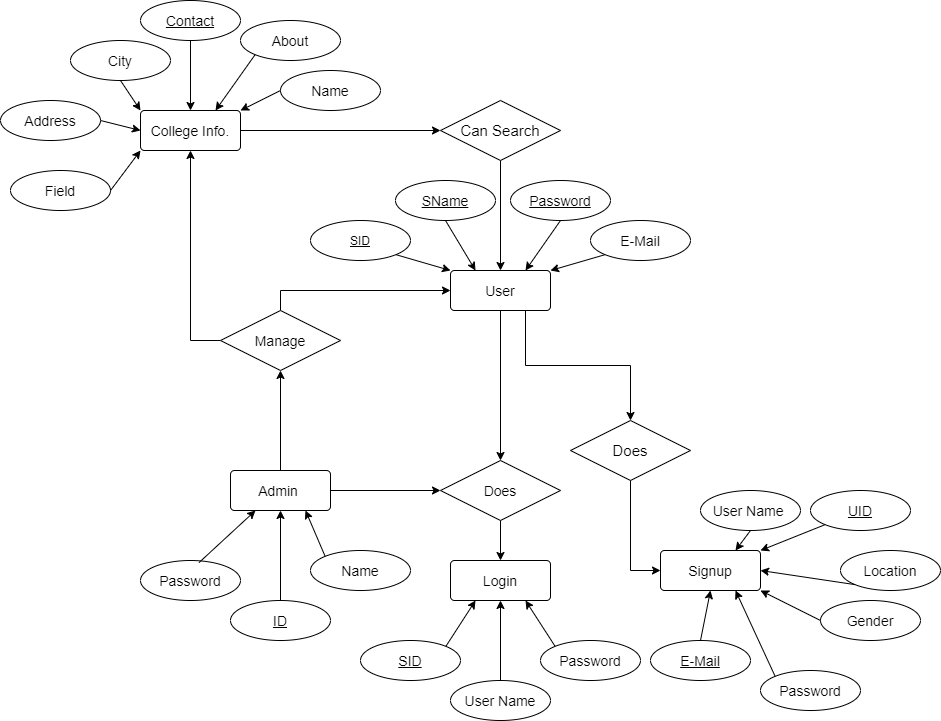 Contact
About
City
Name
Address
College Info.
Can Search
Field
SName
Password
SID
E-Mail
User
Manage
Does
Admin
Does
User Name
UID
Password
Name
Login
Signup
Location
ID
Gender
SID
Password
E-Mail
User Name
Password